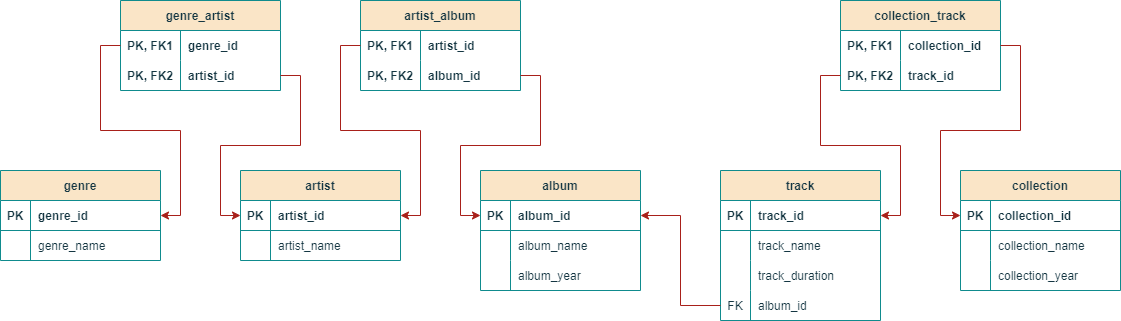 genre_artist
PK, FK1 genre_id
PK, FK2 artist_id
artist_album
PK, FK1 artist_id
PK, FK2 album_id
collection_track
PK, FK1 collection_id
PK, FK2 track_id
genre
PK genre_id
genre_name
artist
PK artist_id
artist_name
album
PK album_id
album_name
album_year
track
PK track_id
track_name
track_duration
FK album_id
collection
PK collection_id
collection_name
collection_year